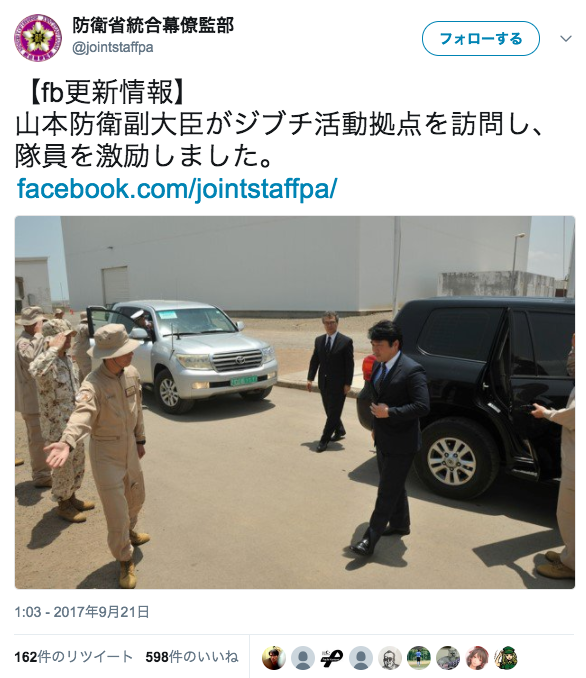 防衛省統合幕僚監部
@jointstaffpa
フォローする
【fb更新情報】
山本防衛副大臣がジブチ活動拠点を訪問し、
隊員を激励しました。
facebook.com/jointstaffpa/
1:03 - 2017年9月21日
162件のリツイート 598件のいいね